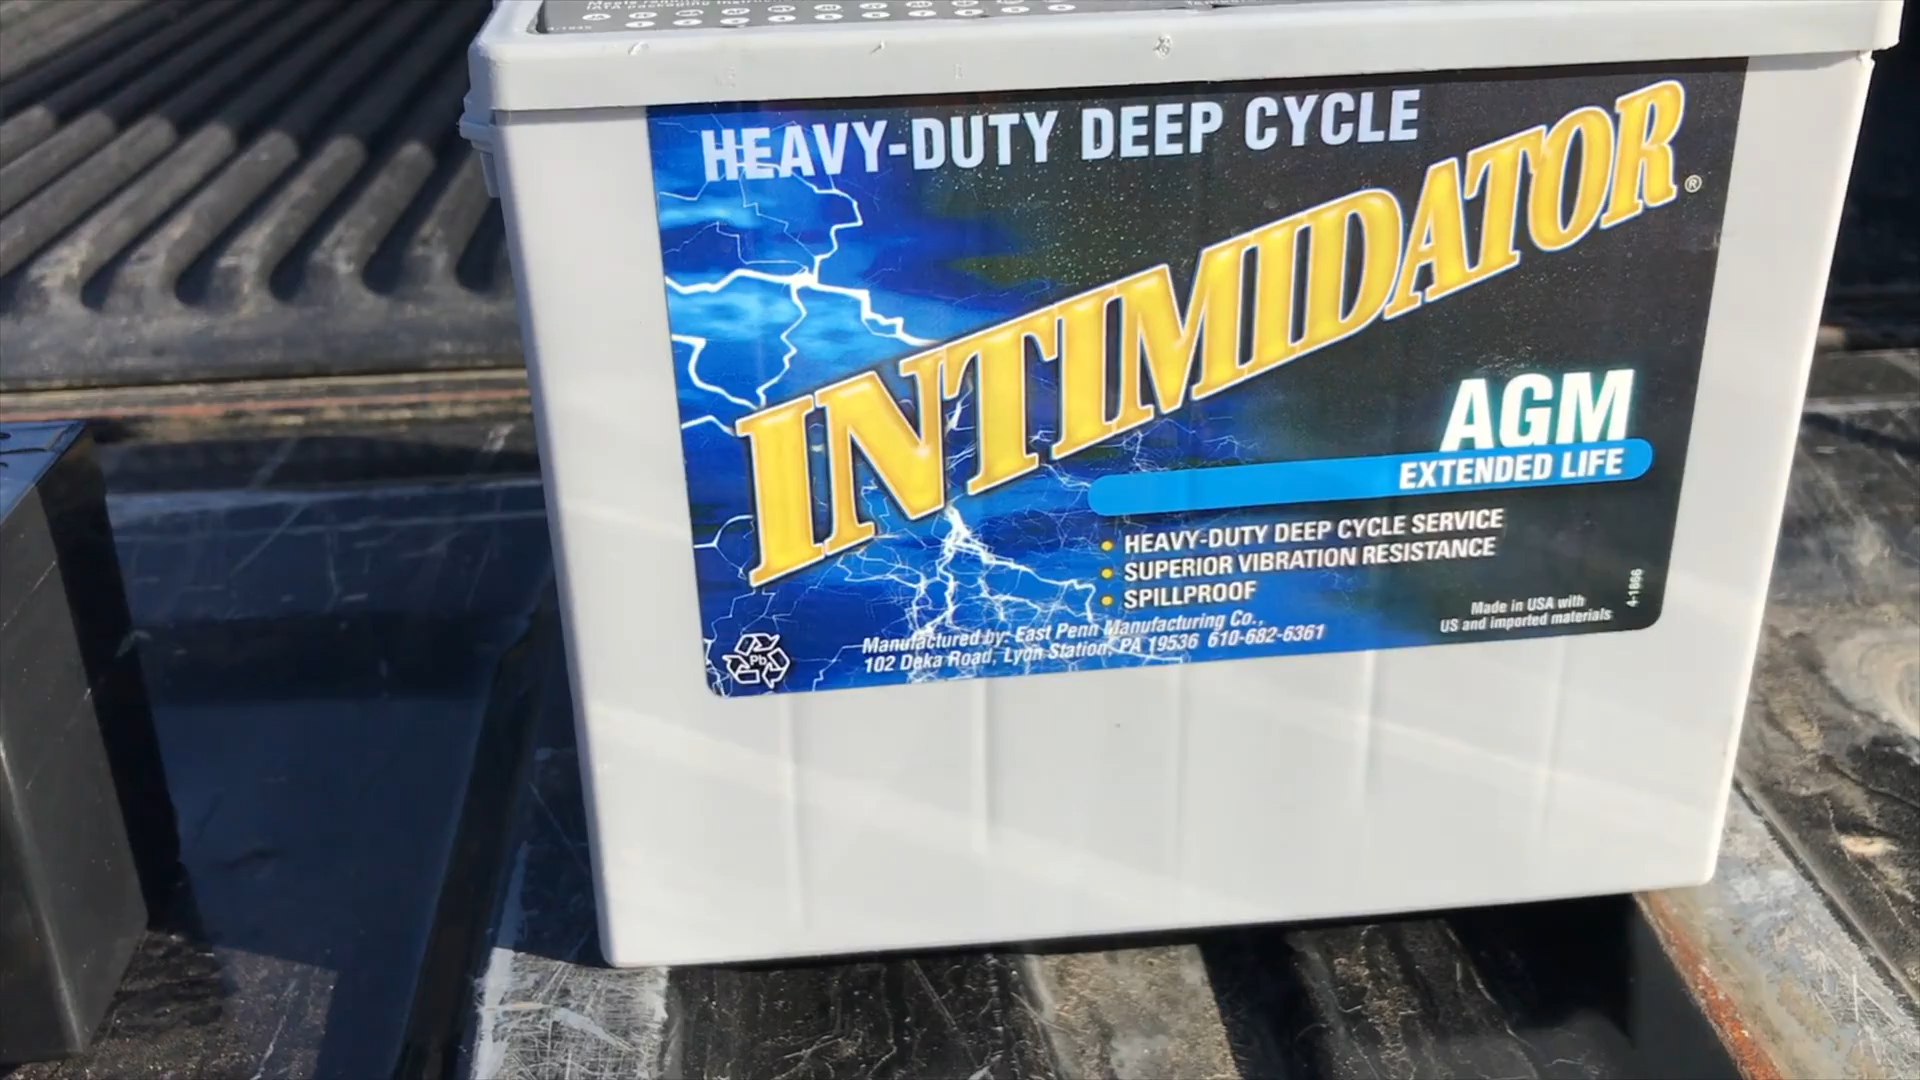 HEAVY-DUTY DEEP CYCLE
INTIMIDATOR®
AGM
EXTENDED LIFE
• HEAVY-DUTY DEEP CYCLE SERVICE
• SUPERIOR VIBRATION RESISTANCE
• SPILLPROOF
Manufactured by: East Penn Manufacturing Co.,
102 Deka Road, Lyon Station, PA 19536 610-682-6361
Made in USA with
US and imported materials
4-1866
Pb